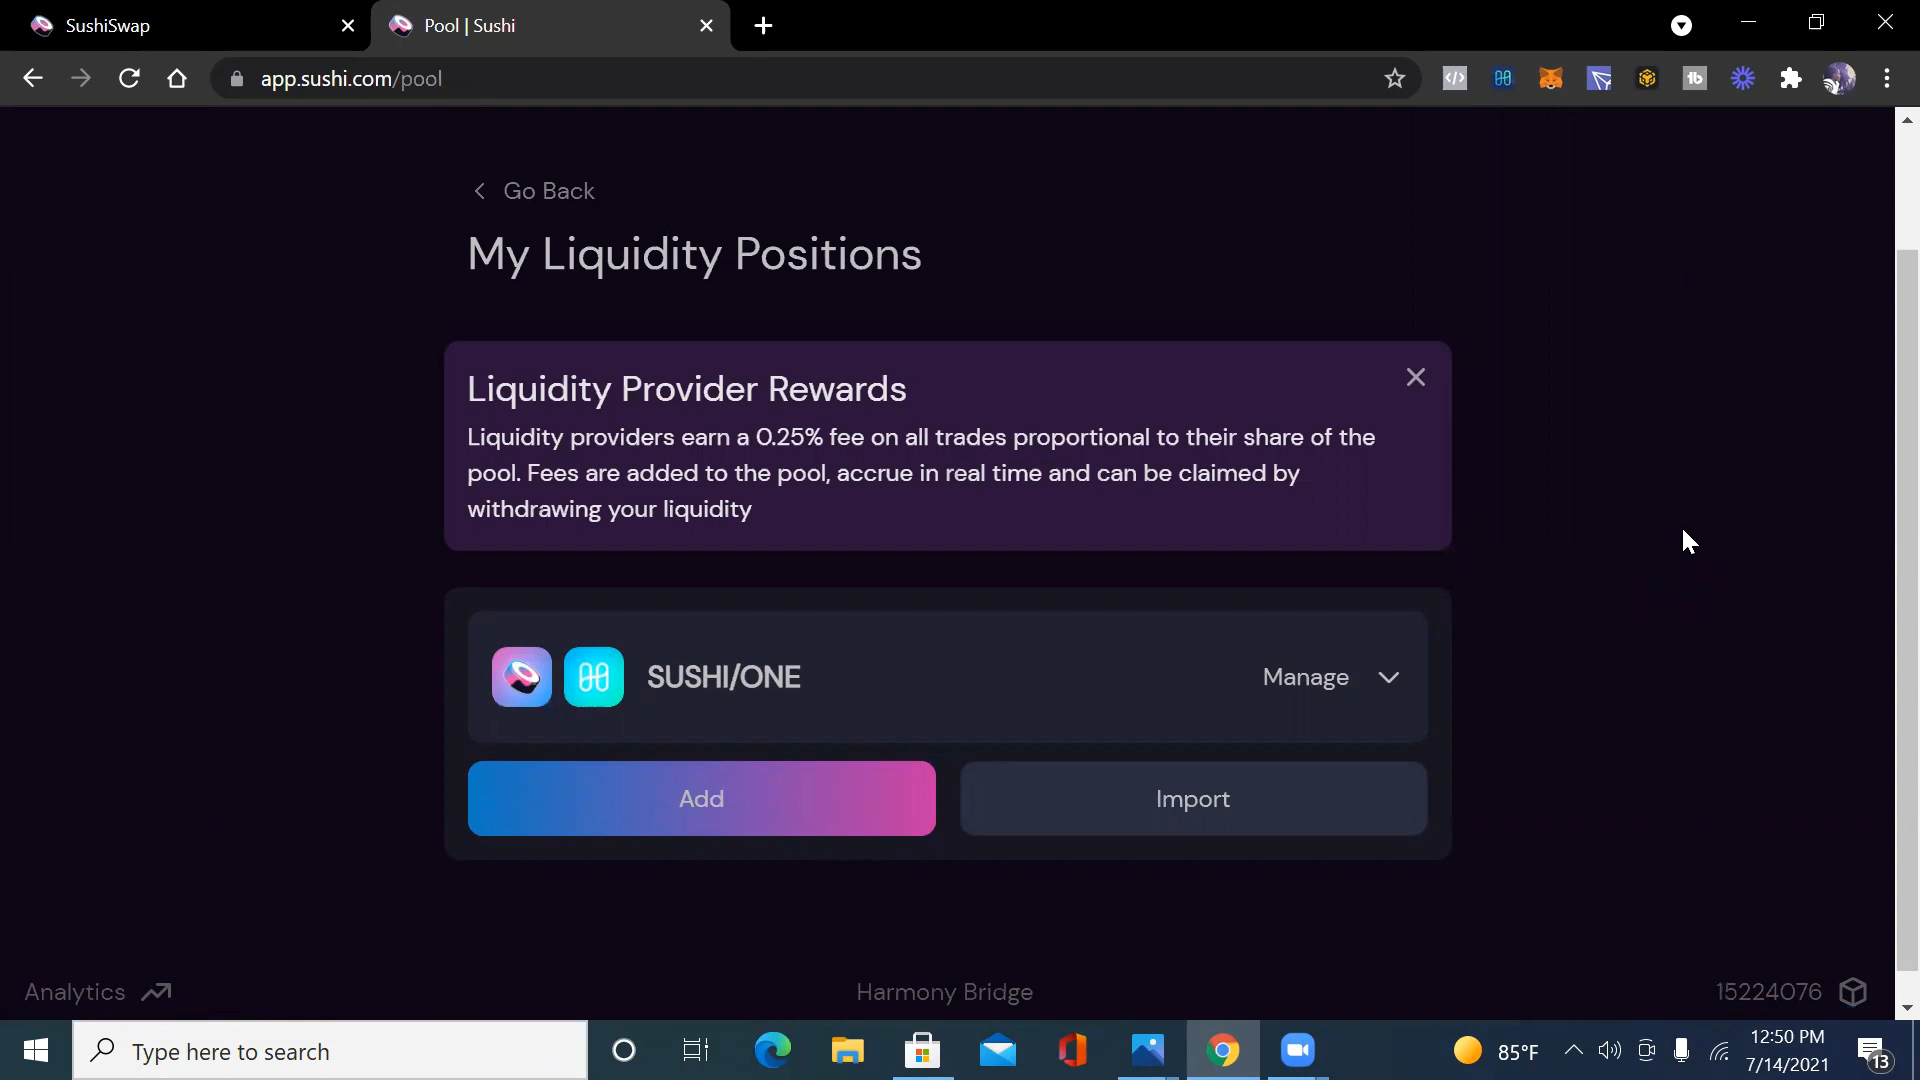 SushiSwap
Pool | Sushi
app.sushi.com/pool
Go Back
My Liquidity Positions
Liquidity Provider Rewards
Liquidity providers earn a 0.25% fee on all trades proportional to their share of the
pool. Fees are added to the pool, accrue in real time and can be claimed by
withdrawing your liquidity
SUSHI/ONE
Manage
Add
Import
Analytics
Harmony Bridge
15224076
Type here to search
85°F
12:50 PM
7/14/2021
13